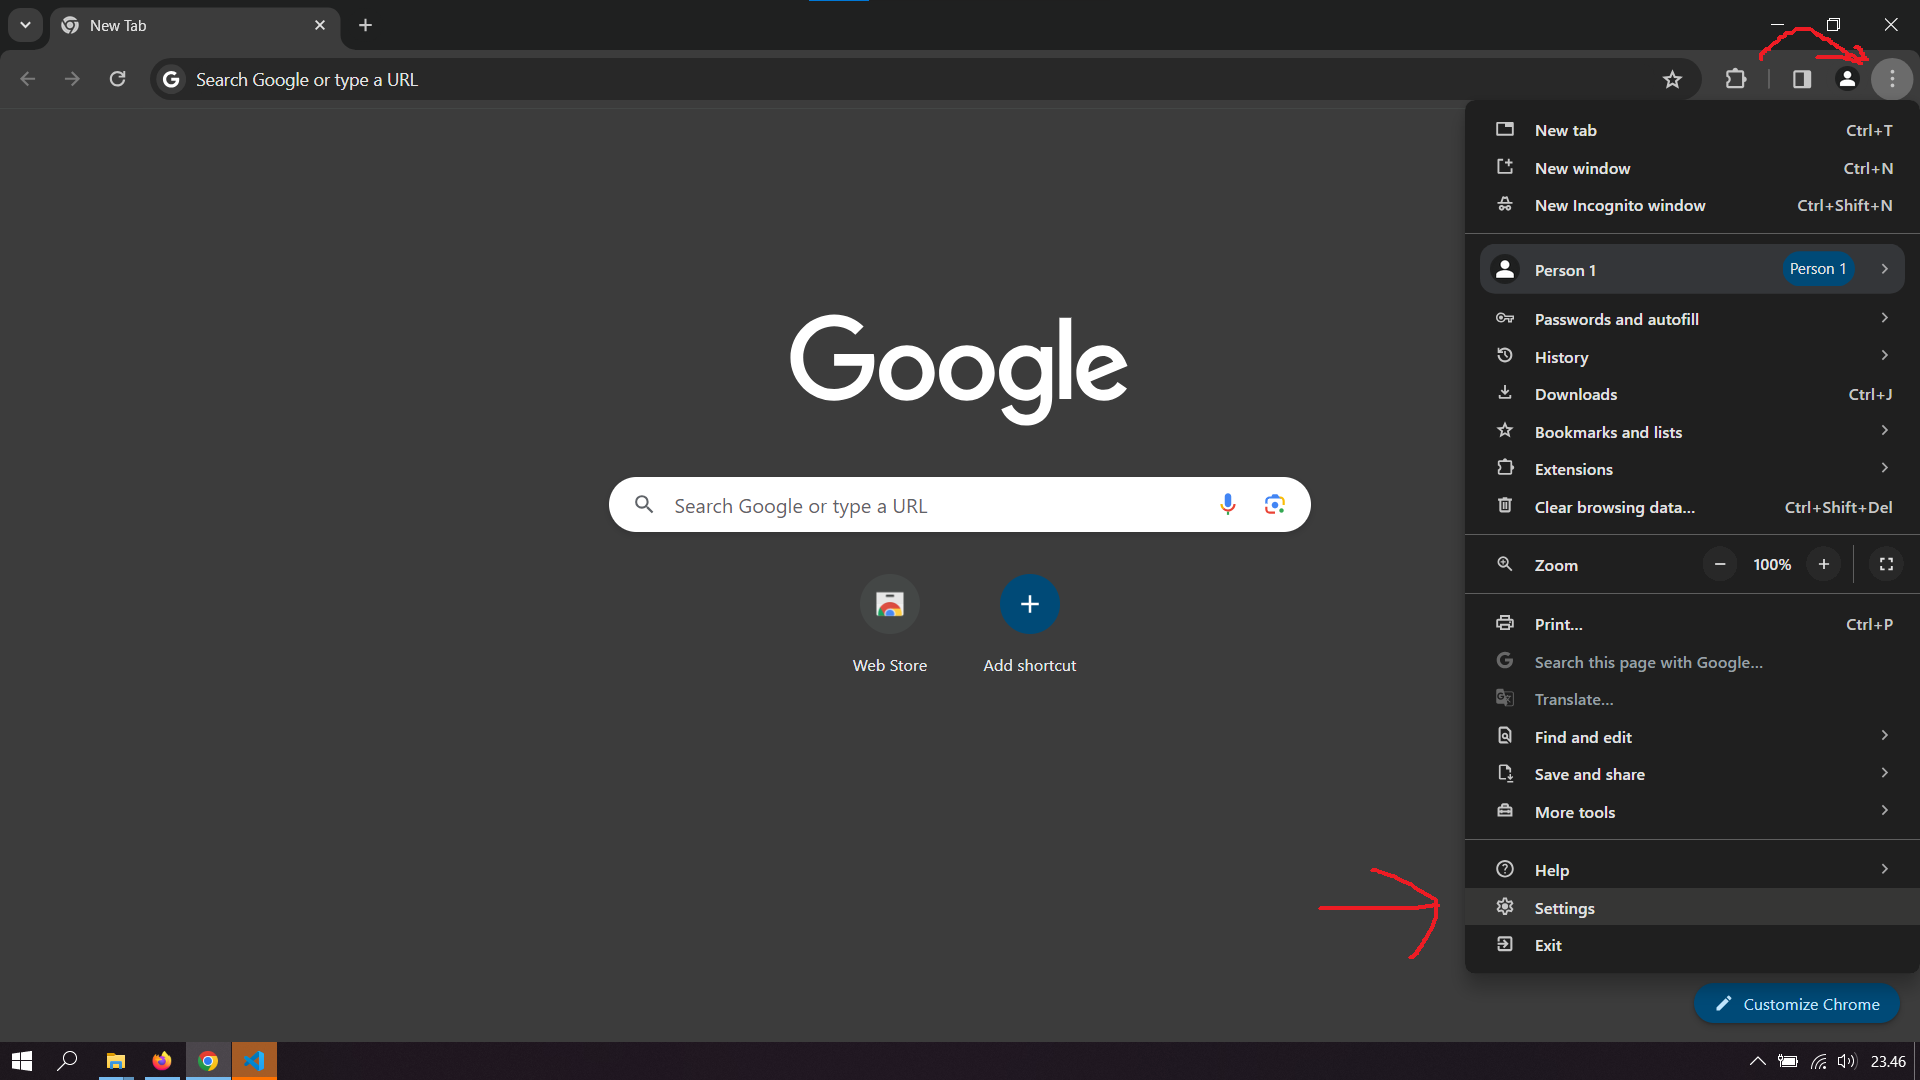 New Tab
Search Google or type a URL
New tab Ctrl+T
New window Ctrl+N
New Incognito window Ctrl+Shift+N
Person 1 Person 1
Passwords and autofill
History
Downloads Ctrl+J
Bookmarks and lists
Extensions
Clear browsing data... Ctrl+Shift+Del
Zoom 100%
Print... Ctrl+P
Search this page with Google...
Translate...
Find and edit
Save and share
More tools
Help
Settings
Exit
Google
Search Google or type a URL
Web Store Add shortcut
Customize Chrome
23.46